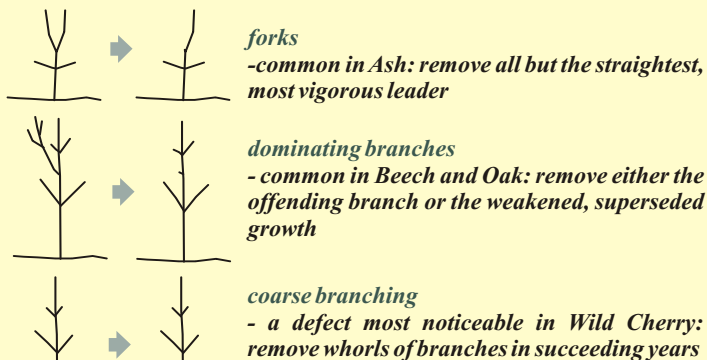 forks
-common in Ash: remove all but the straightest,
most vigorous leader
dominating branches
- common in Beech and Oak: remove either the
offending branch or the weakened, superseded
growth
coarse branching
- a defect most noticeable in Wild Cherry:
remove whorls of branches in succeeding years